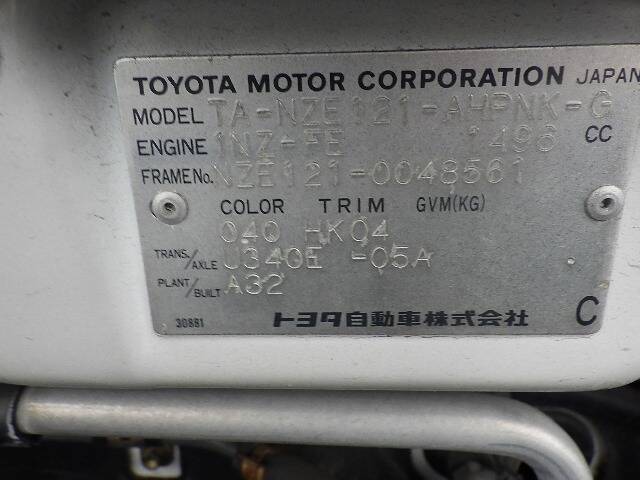 TOYOTA MOTOR CORPORATION JAPAN
MODEL TA-NZE121-AHPNK-G
ENGINE 1NZ-FE 1496 CC
FRAME No. NZE121-0048561
COLOR TRIM GVM(KG)
040 HK04
TRANS./AXLE U340E -05A
PLANT/BUILT A32
30881 トヨタ自動車株式会社 C